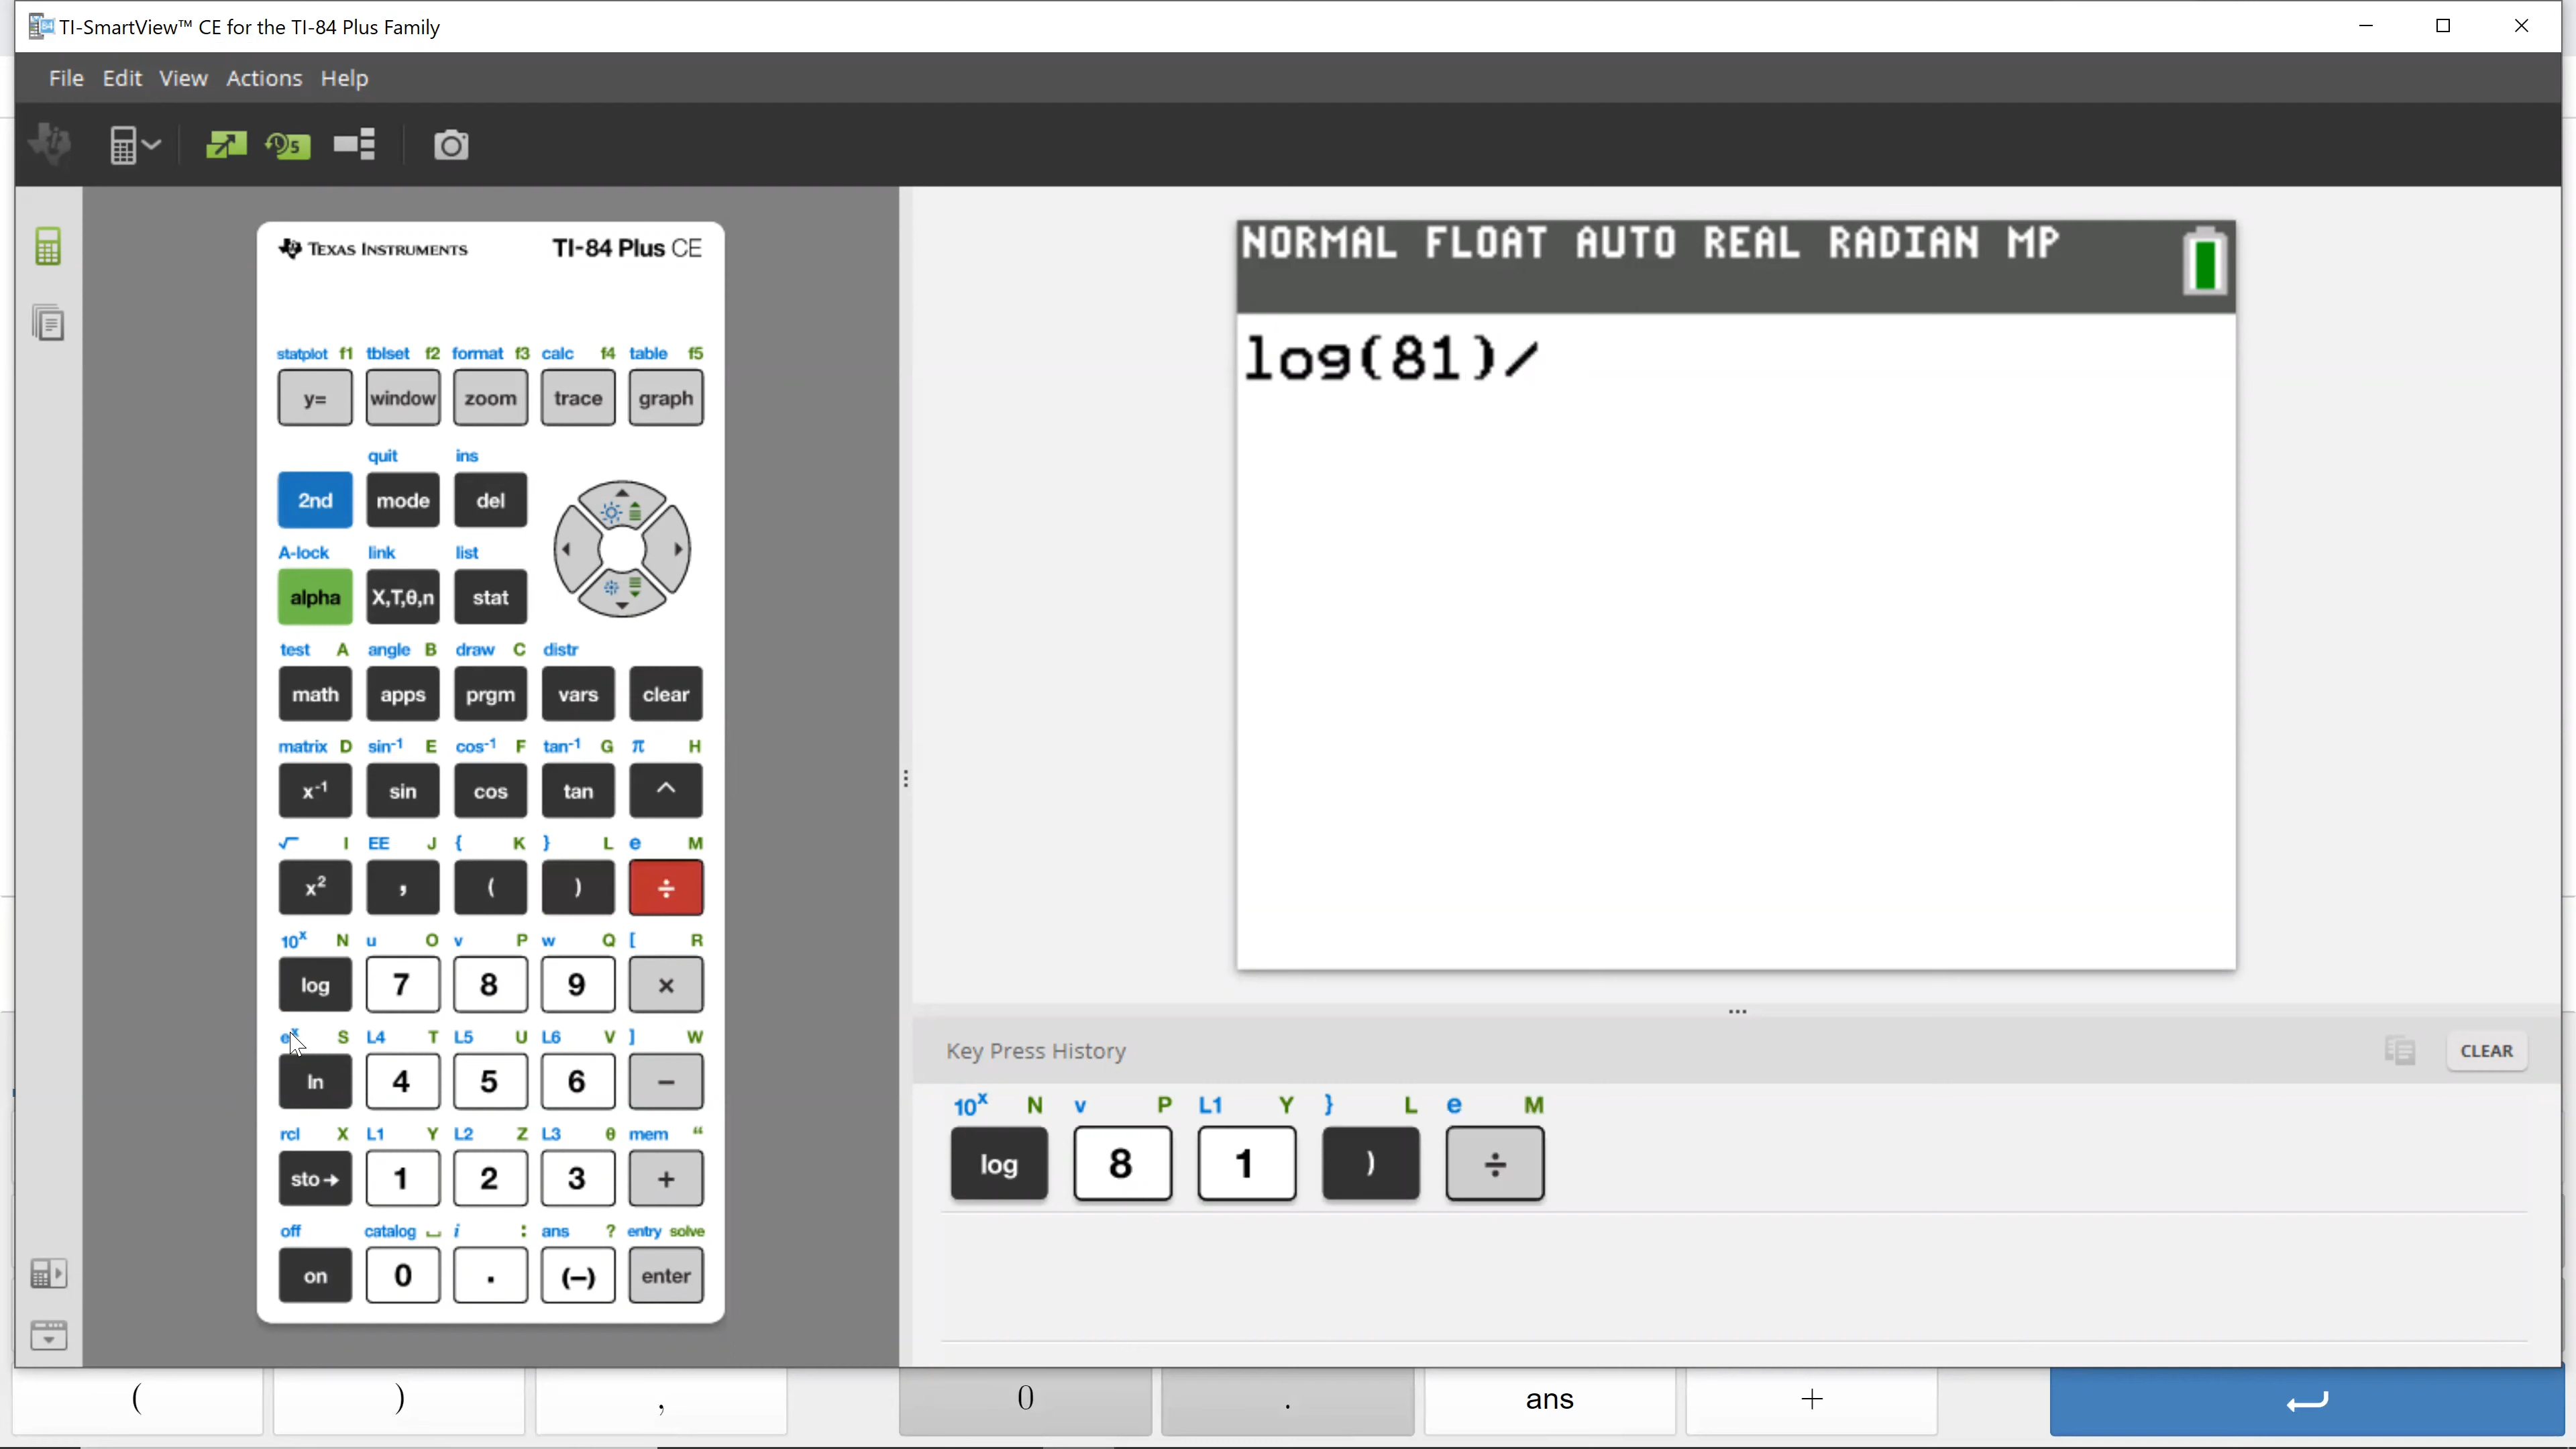 TI-SmartView™ CE for the TI-84 Plus Family
File Edit View Actions Help
5
TEXAS INSTRUMENTS TI-84 Plus CE
statplot f1 tblset f2 format f3 calc f4 table f5
y= window zoom trace graph
quit ins
2nd mode del
A-lock link list
alpha X,T,θ,n stat
test A angle B draw C distr
math apps prgm vars clear
matrix D sin⁻¹ E cos⁻¹ F tan⁻¹ G π H
x⁻¹ sin cos tan ^
√ I EE J { K } L e M
x² , ( ) ÷
10ˣ N u O v P w Q [ R
log 7 8 9 ×
eˣ S L4 T L5 U L6 V ] W
ln 4 5 6 −
rcl X L1 Y L2 Z L3 θ mem “
sto→ 1 2 3 +
off catalog ⎵ i : ans ? entry solve
on 0 . (−) enter
NORMAL FLOAT AUTO REAL RADIAN MP
log(81)/
Key Press History
CLEAR
10ˣ N v P L1 Y } L e M
log 8 1 ) ÷
( ) , 0 . ans +